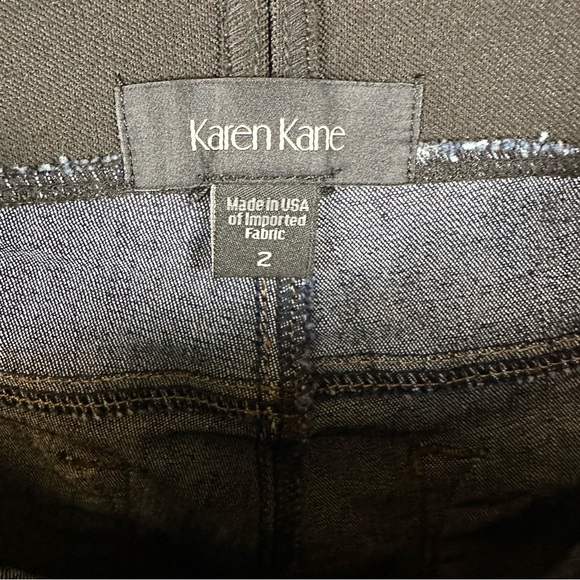 Karen Kane
Made in USA
of Imported
Fabric
2